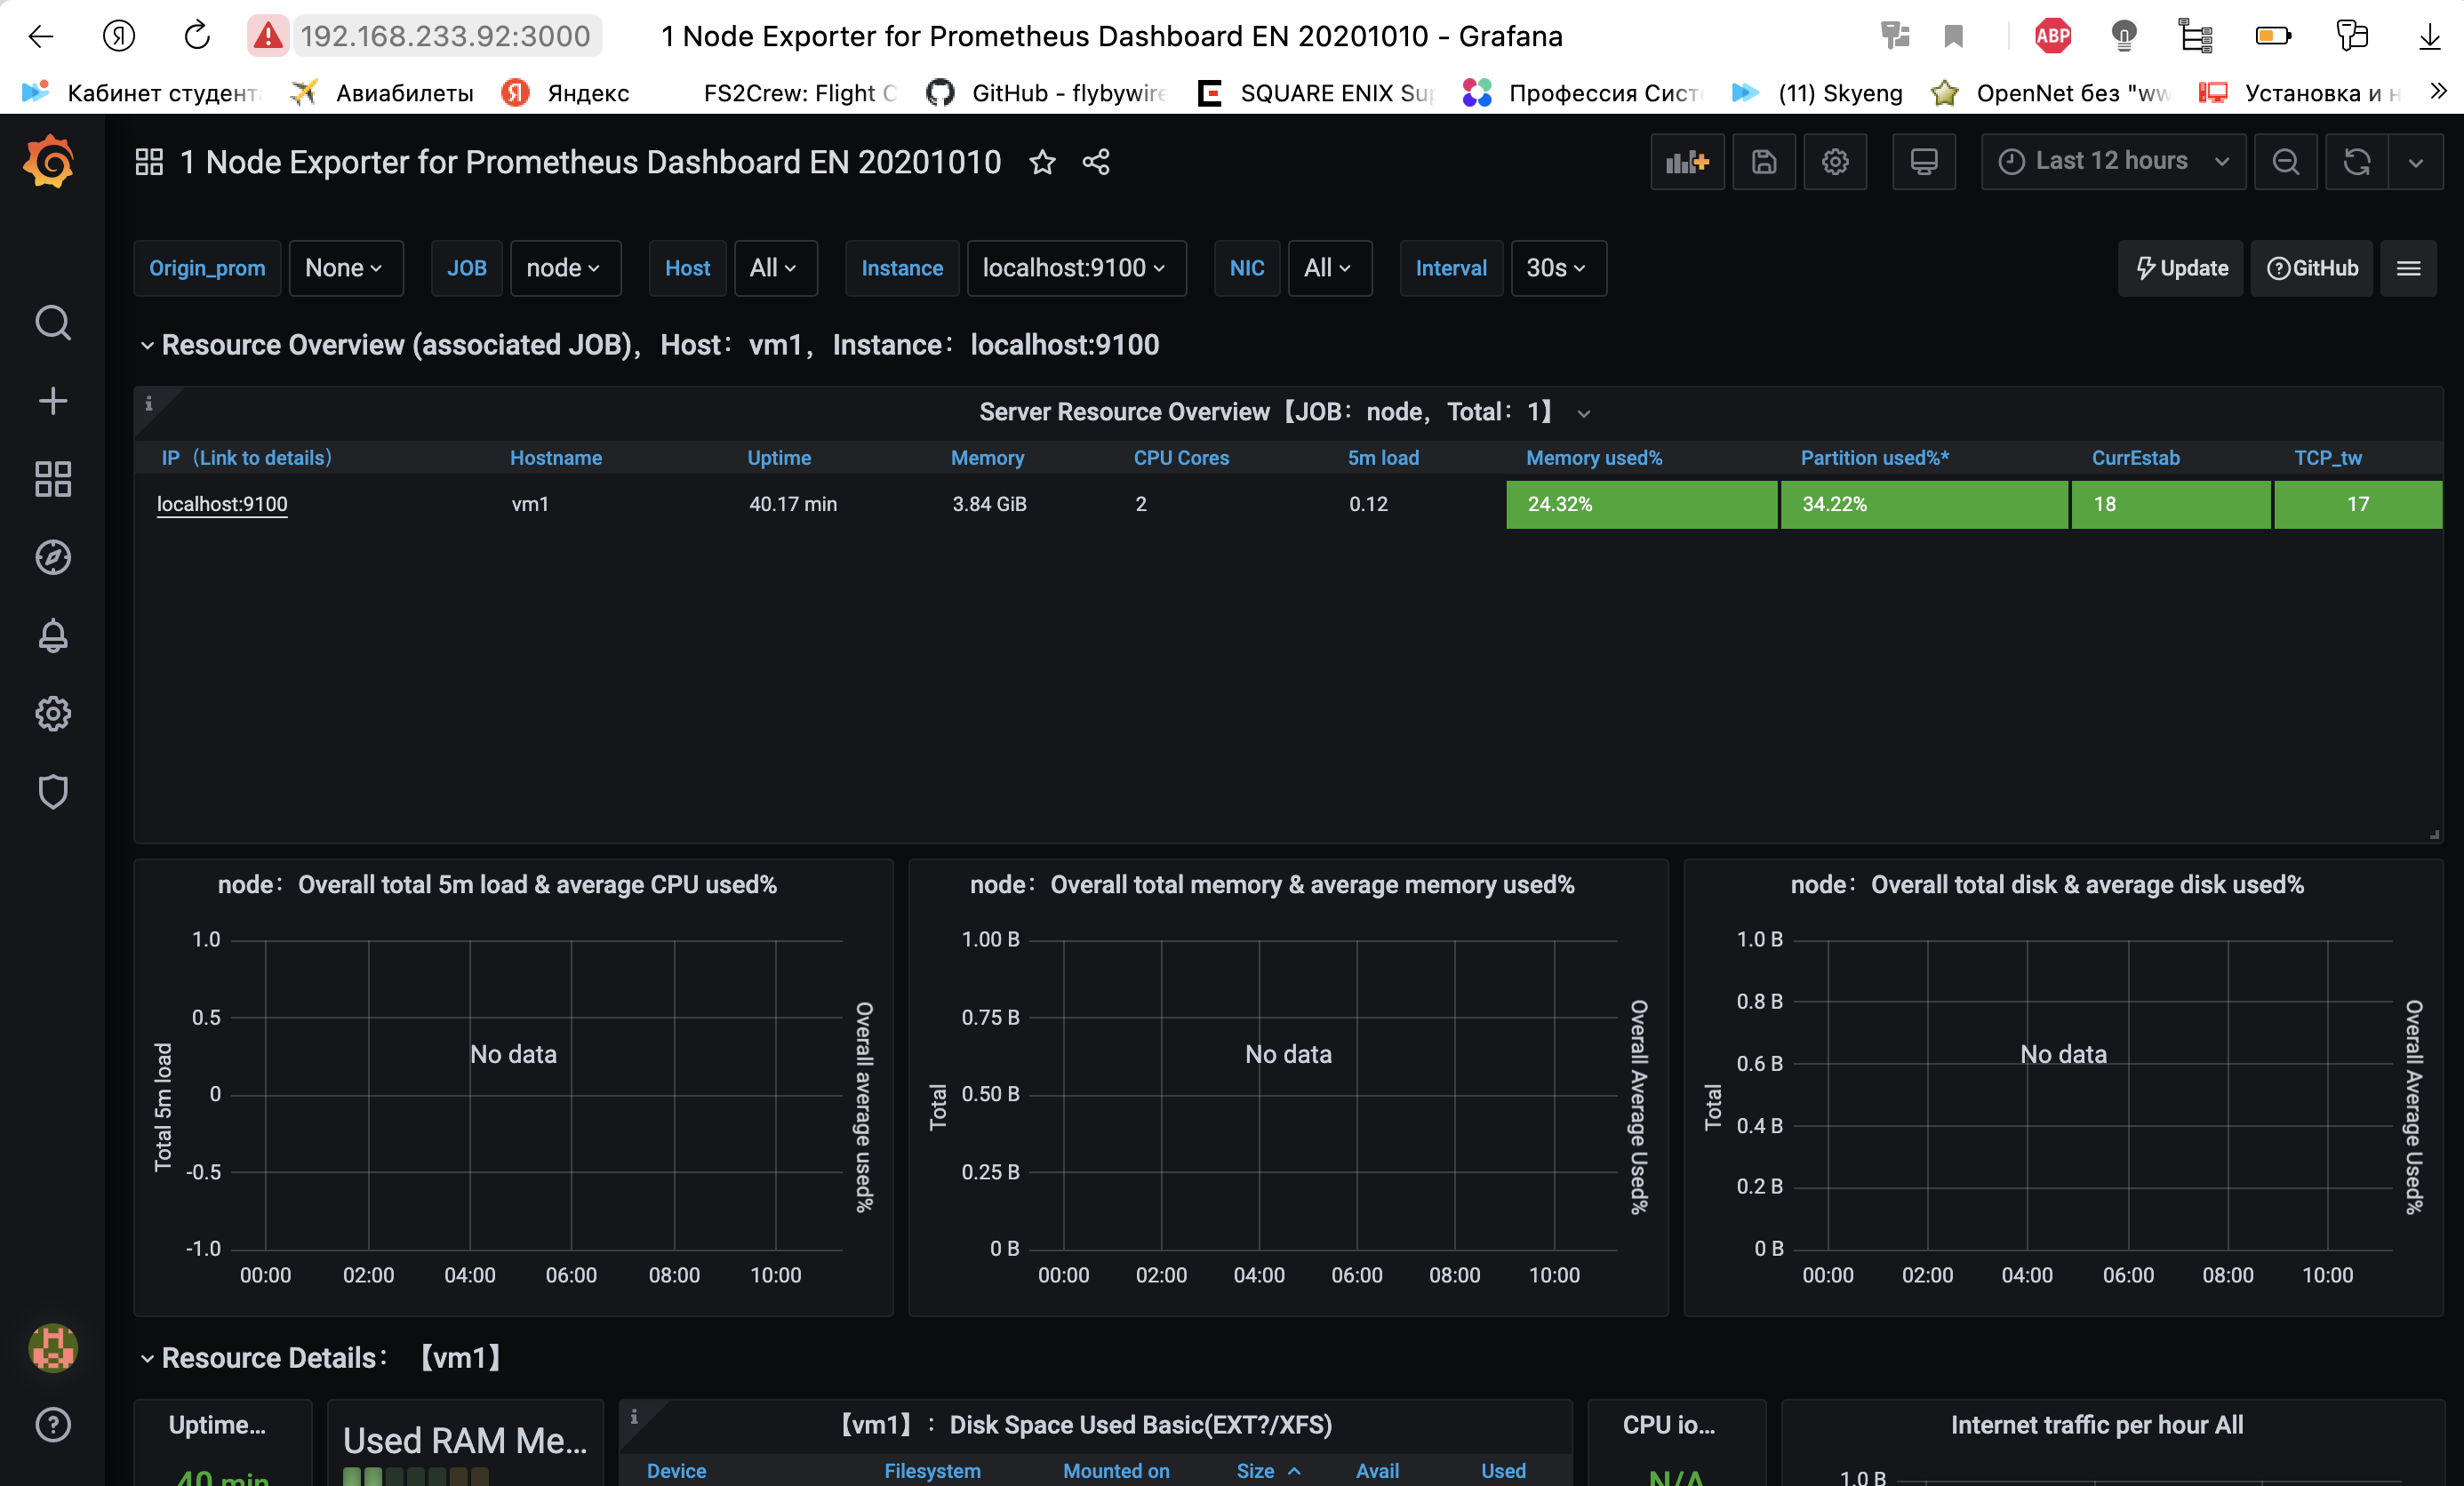 192.168.233.92:3000
1 Node Exporter for Prometheus Dashboard EN 20201010 - Grafana
ABP
Кабинет студент
Авиабилеты
Яндекс
FS2Crew: Flight C
GitHub - flybywire
SQUARE ENIX Sup
Профессия Сист
(11) Skyeng
OpenNet без "ww
Установка и н
1 Node Exporter for Prometheus Dashboard EN 20201010
Last 12 hours
Origin_prom
None
JOB
node
Host
All
Instance
localhost:9100
NIC
All
Interval
30s
Update
GitHub
Resource Overview (associated JOB)，Host：vm1，Instance：localhost:9100
Server Resource Overview【JOB：node，Total：1】
IP（Link to details） Hostname Uptime Memory CPU Cores 5m load Memory used% Partition used%* CurrEstab TCP_tw
localhost:9100 vm1 40.17 min 3.84 GiB 2 0.12 24.32% 34.22% 18 17
node：Overall total 5m load & average CPU used%
Total 5m load
1.0
0.5
0
-0.5
-1.0
No data
00:00 02:00 04:00 06:00 08:00 10:00
Overall average used%
node：Overall total memory & average memory used%
Total
1.00 B
0.75 B
0.50 B
0.25 B
0 B
No data
00:00 02:00 04:00 06:00 08:00 10:00
Overall Average Used%
node：Overall total disk & average disk used%
Total
1.0 B
0.8 B
0.6 B
0.4 B
0.2 B
0 B
No data
00:00 02:00 04:00 06:00 08:00 10:00
Overall Average Used%
Resource Details：【vm1】
Uptime...
40 min
Used RAM Me...
【vm1】：Disk Space Used Basic(EXT?/XFS)
Device Filesystem Mounted on Size Avail Used
CPU io...
N/A
Internet traffic per hour All
1.0 B